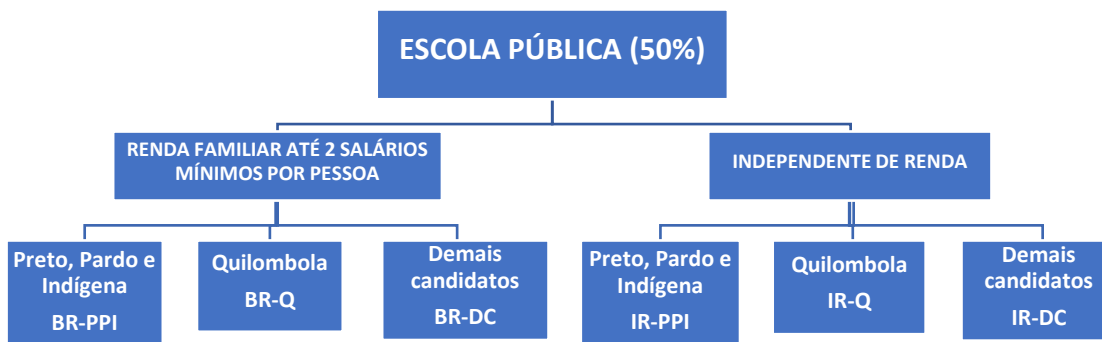 ESCOLA PÚBLICA (50%)
RENDA FAMILIAR ATÉ 2 SALÁRIOS
MÍNIMOS POR PESSOA
INDEPENDENTE DE RENDA
Preto, Pardo e
Indígena
BR-PPI
Quilombola
BR-Q
Demais
candidatos
BR-DC
Preto, Pardo e
Indígena
IR-PPI
Quilombola
IR-Q
Demais
candidatos
IR-DC